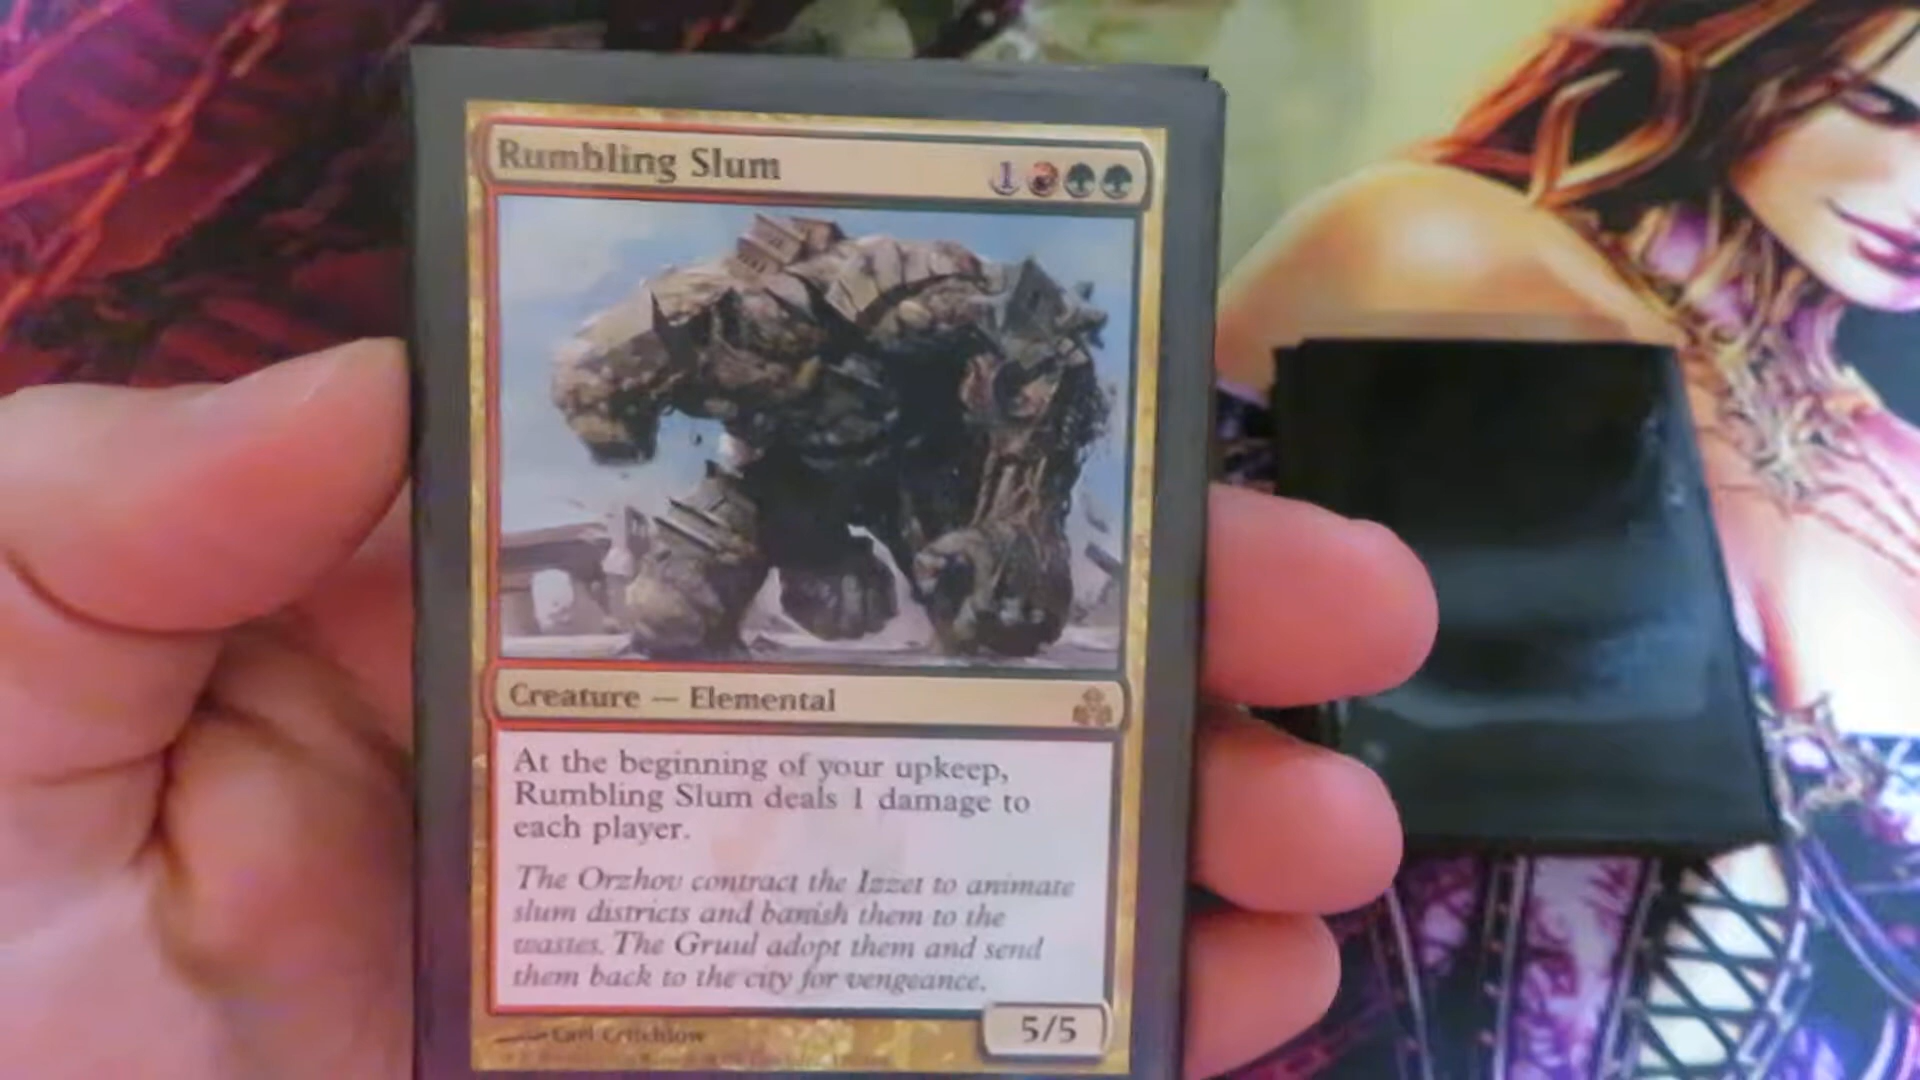 Rumbling Slum 1
Creature — Elemental
At the beginning of your upkeep,
Rumbling Slum deals 1 damage to
each player.
The Orzhov contract the Izzet to animate
slum districts and banish them to the
wastes. The Gruul adopt them and send
them back to the city for vengeance.
5/5
Carl Critchlow